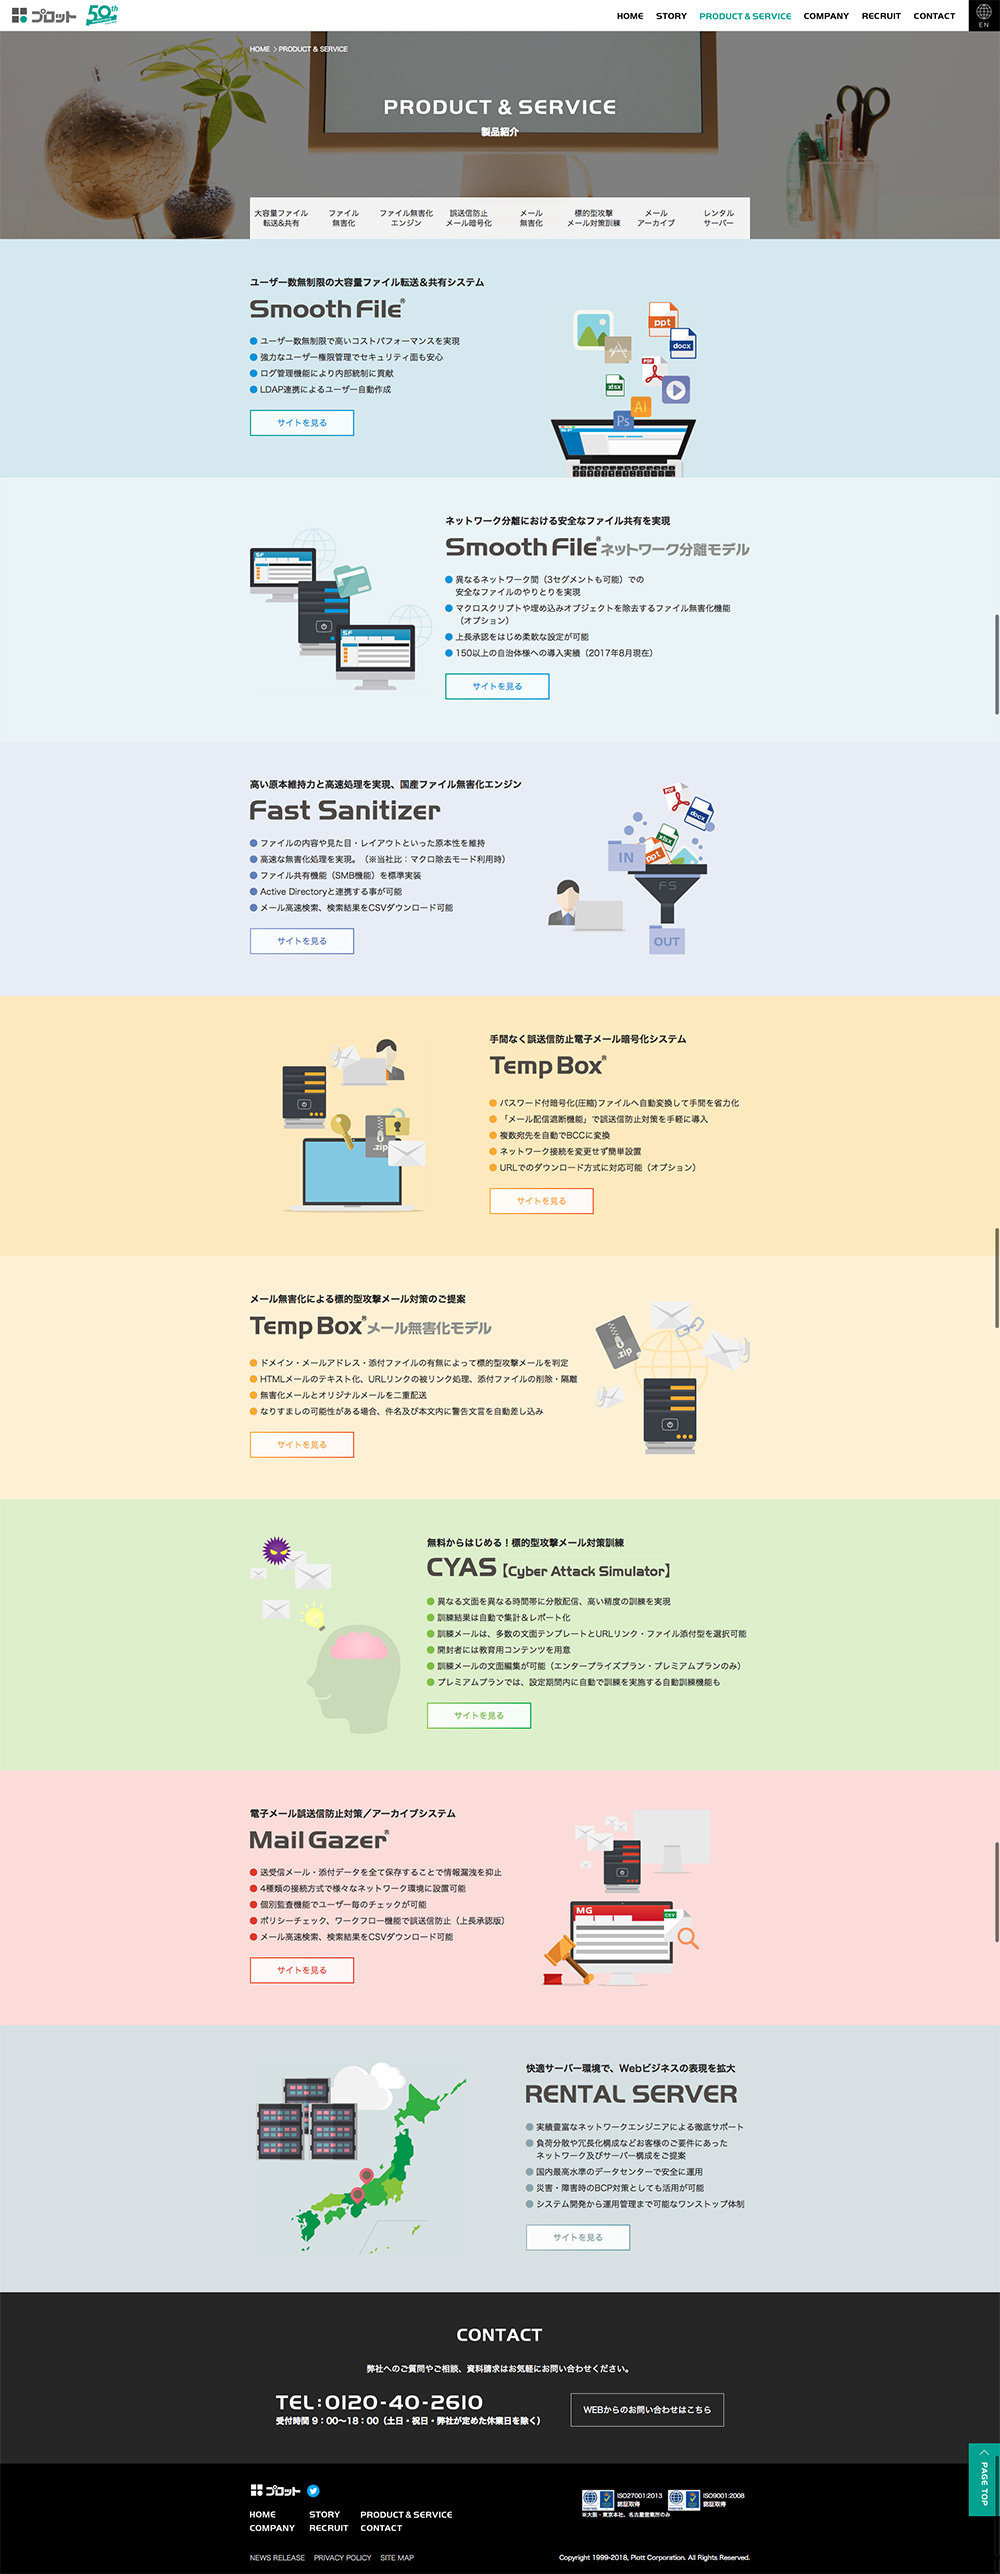 プロット 50th
HOME STORY PRODUCT & SERVICE COMPANY RECRUIT CONTACT
EN
HOME > PRODUCT & SERVICE
PRODUCT & SERVICE
製品紹介
大容量ファイル
転送&共有
ファイル
無害化
ファイル無害化
エンジン
誤送信防止
メール暗号化
メール
無害化
標的型攻撃
メール対策訓練
メール
アーカイブ
レンタル
サーバー
ユーザー数無制限の大容量ファイル転送&共有システム
Smooth File®
ユーザー数無制限で高いコストパフォーマンスを実現
強力なユーザー権限管理でセキュリティ面も安心
ログ管理機能により内部統制に貢献
LDAP連携によるユーザー自動作成
サイトを見る
ppt
docx
PDF
xlsx
Ai
Ps
SF
ネットワーク分離における安全なファイル共有を実現
Smooth File®ネットワーク分離モデル
異なるネットワーク間（3セグメントも可能）での
安全なファイルのやりとりを実現
マクロスクリプトや埋め込みオブジェクトを除去するファイル無害化機能
（オプション）
上長承認をはじめ柔軟な設定が可能
150以上の自治体様への導入実績（2017年8月現在）
サイトを見る
SF
SF
高い原本維持力と高速処理を実現、国産ファイル無害化エンジン
Fast Sanitizer
ファイルの内容や見た目・レイアウトといった原本性を維持
高速な無害化処理を実現。（※当社比：マクロ除去モード利用時）
ファイル共有機能（SMB機能）を標準実装
Active Directoryと連携する事が可能
メール高速検索、検索結果をCSVダウンロード可能
サイトを見る
PDF
docx
xlsx
ppt
IN
FS
OUT
手間なく誤送信防止電子メール暗号化システム
Temp Box®
パスワード付暗号化(圧縮)ファイルへ自動変換して手間を省力化
「メール配信遮断機能」で誤送信防止対策を手軽に導入
複数宛先を自動でBCCに変換
ネットワーク接続を変更せず簡単設置
URLでのダウンロード方式に対応可能（オプション）
サイトを見る
.zip
メール無害化による標的型攻撃メール対策のご提案
Temp Box®メール無害化モデル
ドメイン・メールアドレス・添付ファイルの有無によって標的型攻撃メールを判定
HTMLメールのテキスト化、URLリンクの被リンク処理、添付ファイルの削除・隔離
無害化メールとオリジナルメールを二重配送
なりすましの可能性がある場合、件名及び本文内に警告文言を自動差し込み
サイトを見る
.zip
無料からはじめる！標的型攻撃メール対策訓練
CYAS【Cyber Attack Simulator】
異なる文面を異なる時間帯に分散配信、高い精度の訓練を実現
訓練結果は自動で集計＆レポート化
訓練メールは、多数の文面テンプレートとURLリンク・ファイル添付型を選択可能
開封者には教育用コンテンツを用意
訓練メールの文面編集が可能（エンタープライズプラン・プレミアムプランのみ）
プレミアムプランでは、設定期間内に自動で訓練を実施する自動訓練機能も
サイトを見る
電子メール誤送信防止対策／アーカイブシステム
Mail Gazer®
送受信メール・添付データを全て保存することで情報漏洩を抑止
4種類の接続方式で様々なネットワーク環境に設置可能
個別監査機能でユーザー毎のチェックが可能
ポリシーチェック、ワークフロー機能で誤送信防止（上長承認版）
メール高速検索、検索結果をCSVダウンロード可能
サイトを見る
MG
CSV
快適サーバー環境で、Webビジネスの表現を拡大
RENTAL SERVER
実績豊富なネットワークエンジニアによる徹底サポート
負荷分散や冗長化構成などお客様のご要件にあった
ネットワーク及びサーバー構成をご提案
国内最高水準のデータセンターで安全に運用
災害・障害時のBCP対策としても活用が可能
システム開発から運用管理まで可能なワンストップ体制
サイトを見る
CONTACT
弊社へのご質問やご相談、資料請求はお気軽にお問い合わせください。
TEL:0120-40-2610
受付時間 9：00〜18：00（土日・祝日・弊社が定めた休業日を除く）
WEBからのお問い合わせはこちら
PAGE TOP
プロット
HOME STORY PRODUCT & SERVICE
COMPANY RECRUIT CONTACT
ISO27001:2013
認証取得
ISO9001:2008
認証取得
※大阪・東京本社、名古屋営業所のみ
NEWS RELEASE PRIVACY POLICY SITE MAP
Copyright 1999-2018, Plott Corporation. All Rights Reserved.